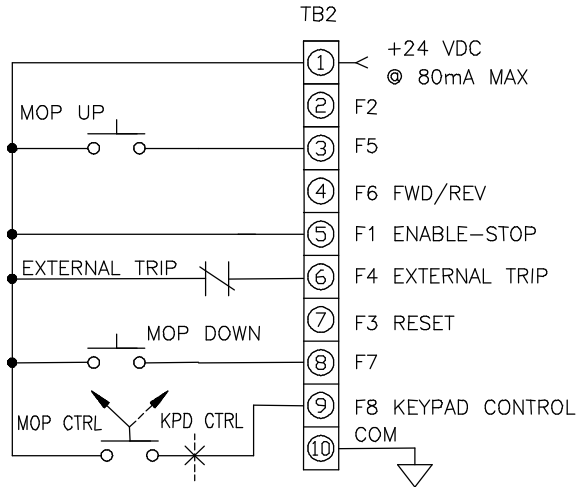 TB2
1
+24 VDC
@ 80mA MAX
2 F2
MOP UP
3 F5
4 F6 FWD/REV
5 F1 ENABLE-STOP
EXTERNAL TRIP
6 F4 EXTERNAL TRIP
7 F3 RESET
MOP DOWN
8 F7
9 F8 KEYPAD CONTROL
MOP CTRL KPD CTRL
10 COM